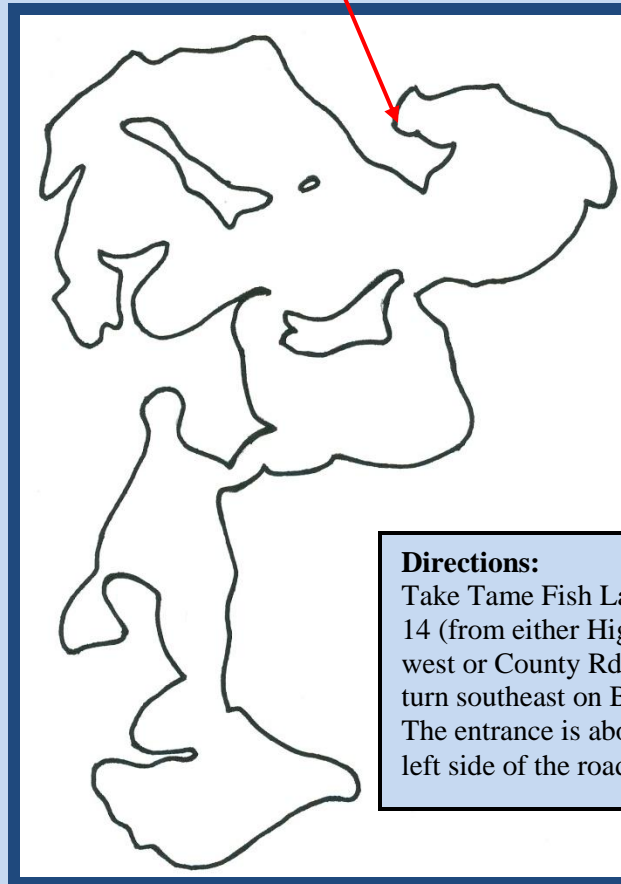 Directions:
Take Tame Fish La
14 (from either Hig
west or County Rd
turn southeast on B
The entrance is abo
left side of the road